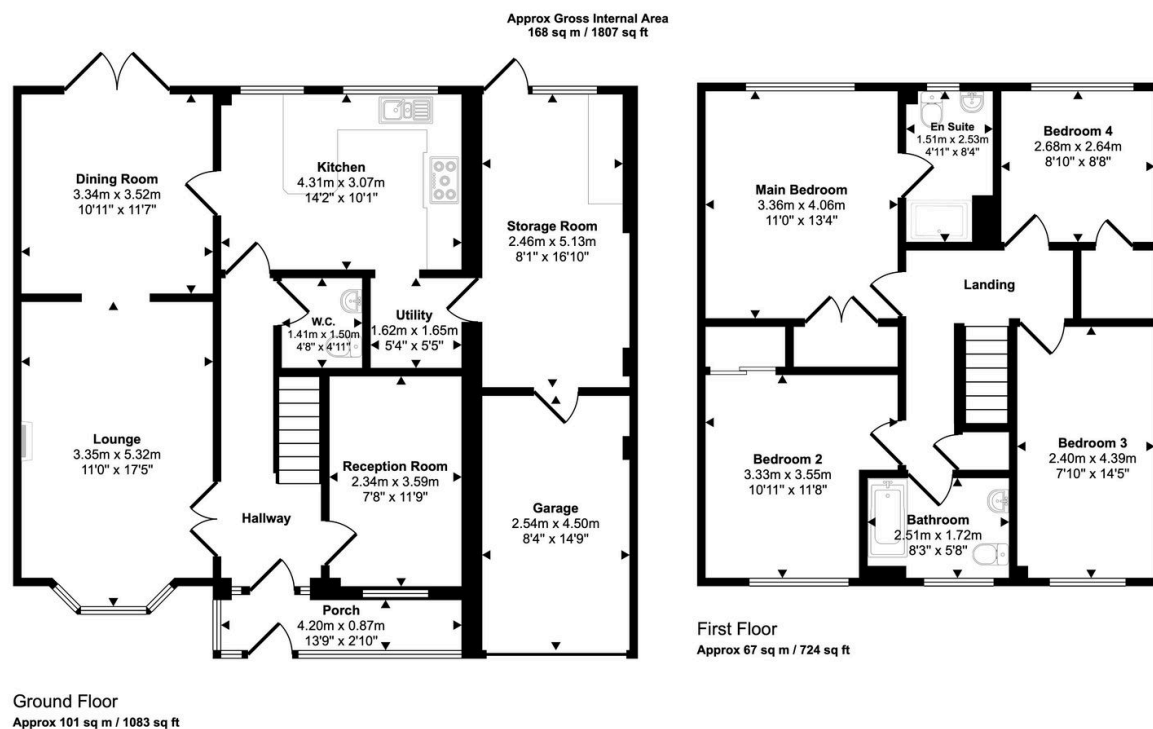 Approx Gross Internal Area
168 sq m / 1807 sq ft
Dining Room
3.34m x 3.52m
10'11" x 11'7"
Kitchen
4.31m x 3.07m
14'2" x 10'1"
Storage Room
2.46m x 5.13m
8'1" x 16'10"
W.C.
1.41m x 1.50m
4'8" x 4'11"
Utility
1.62m x 1.65m
5'4" x 5'5"
Lounge
3.35m x 5.32m
11'0" x 17'5"
Hallway
Reception Room
2.34m x 3.59m
7'8" x 11'9"
Garage
2.54m x 4.50m
8'4" x 14'9"
Porch
4.20m x 0.87m
13'9" x 2'10"
Ground Floor
Approx 101 sq m / 1083 sq ft
Main Bedroom
3.36m x 4.06m
11'0" x 13'4"
En Suite
1.51m x 2.53m
4'11" x 8'4"
Bedroom 4
2.68m x 2.64m
8'10" x 8'8"
Landing
Bedroom 2
3.33m x 3.55m
10'11" x 11'8"
Bedroom 3
2.40m x 4.39m
7'10" x 14'5"
Bathroom
2.51m x 1.72m
8'3" x 5'8"
First Floor
Approx 67 sq m / 724 sq ft